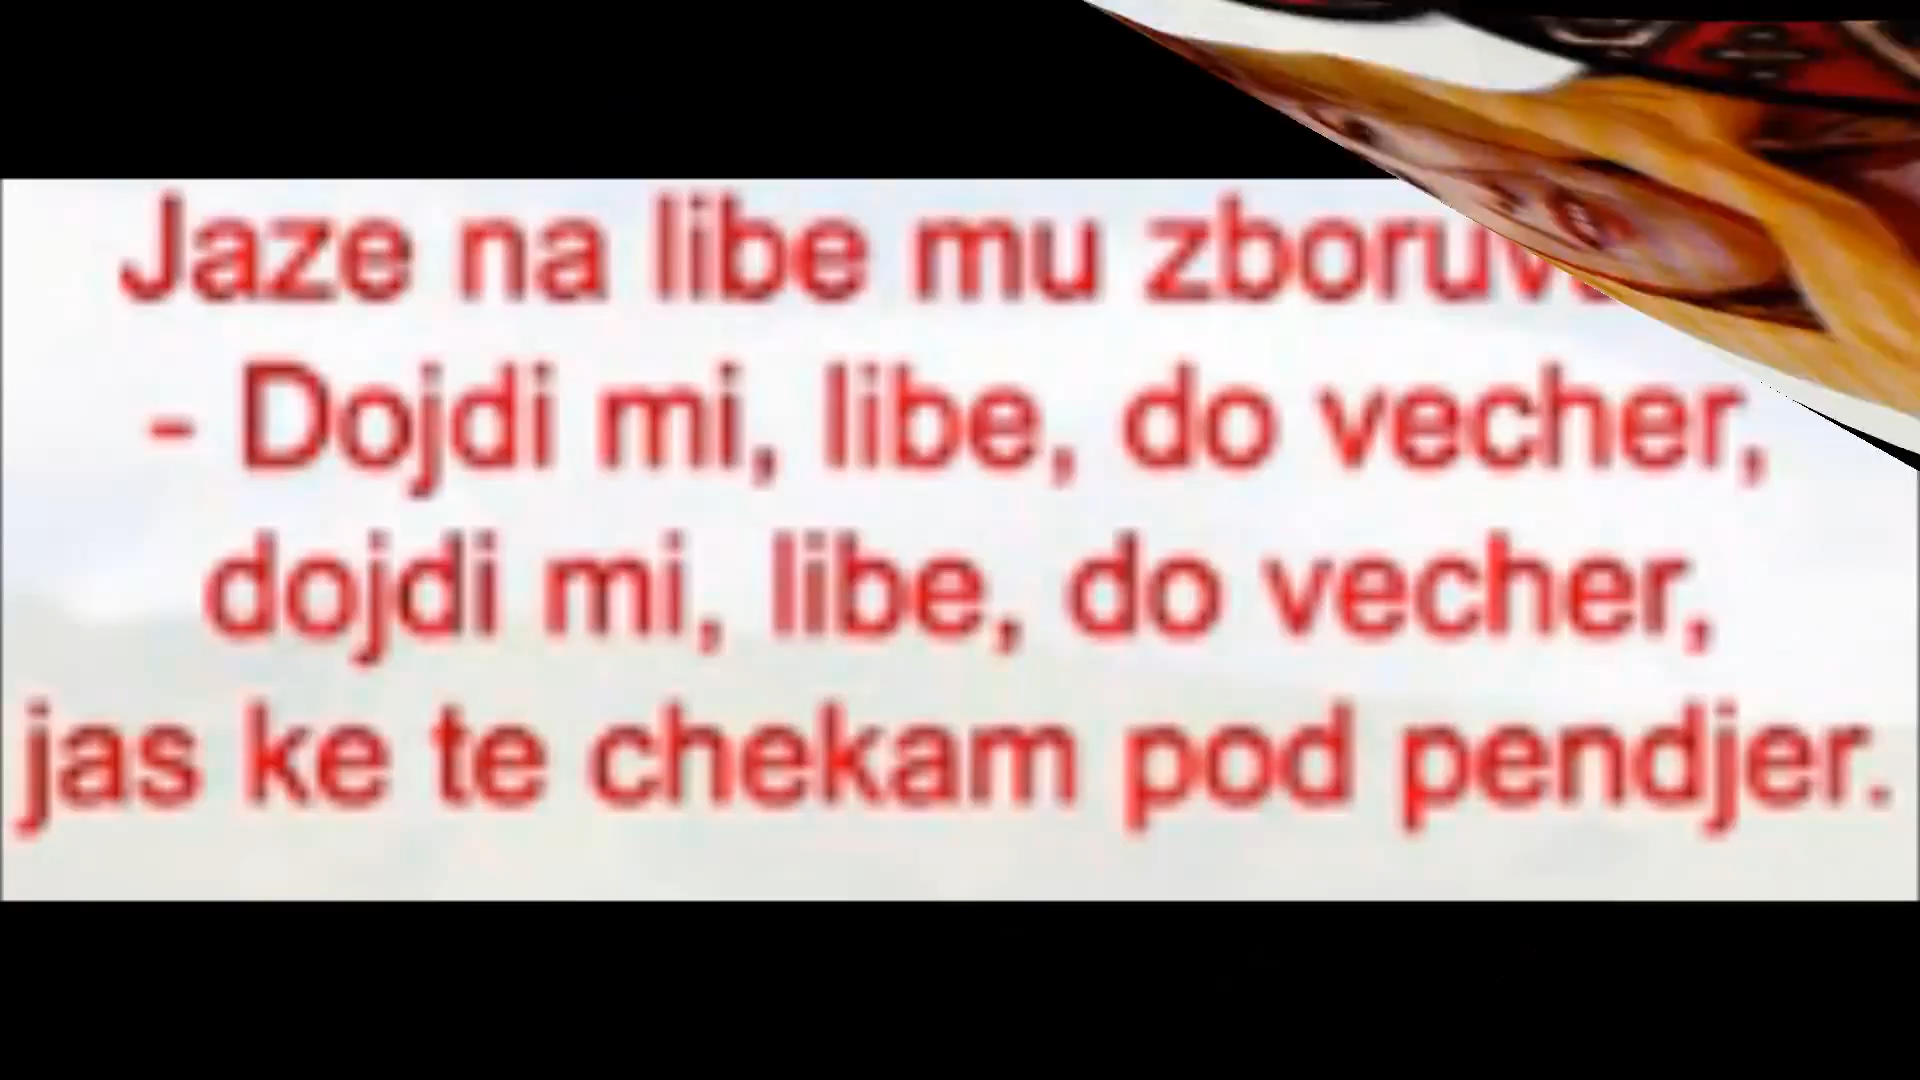 Jaze na libe mu
- Dojdi mi, libe, do vecher,
dojdi mi, libe, do vecher,
jas ke te chekam pod pendjer.